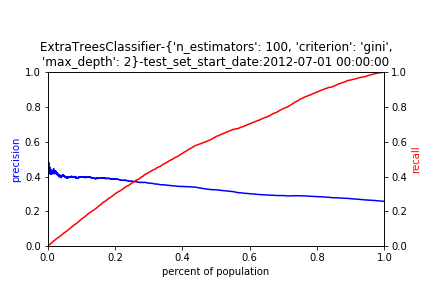 ExtraTreesClassifier-{'n_estimators': 100, 'criterion': 'gini',
'max_depth': 2}-test_set_start_date:2012-07-01 00:00:00
1.0
0.8
0.6
0.4
0.2
0.0
precision
1.0
0.8
0.6
0.4
0.2
0.0
recall
0.0 0.2 0.4 0.6 0.8 1.0
percent of population